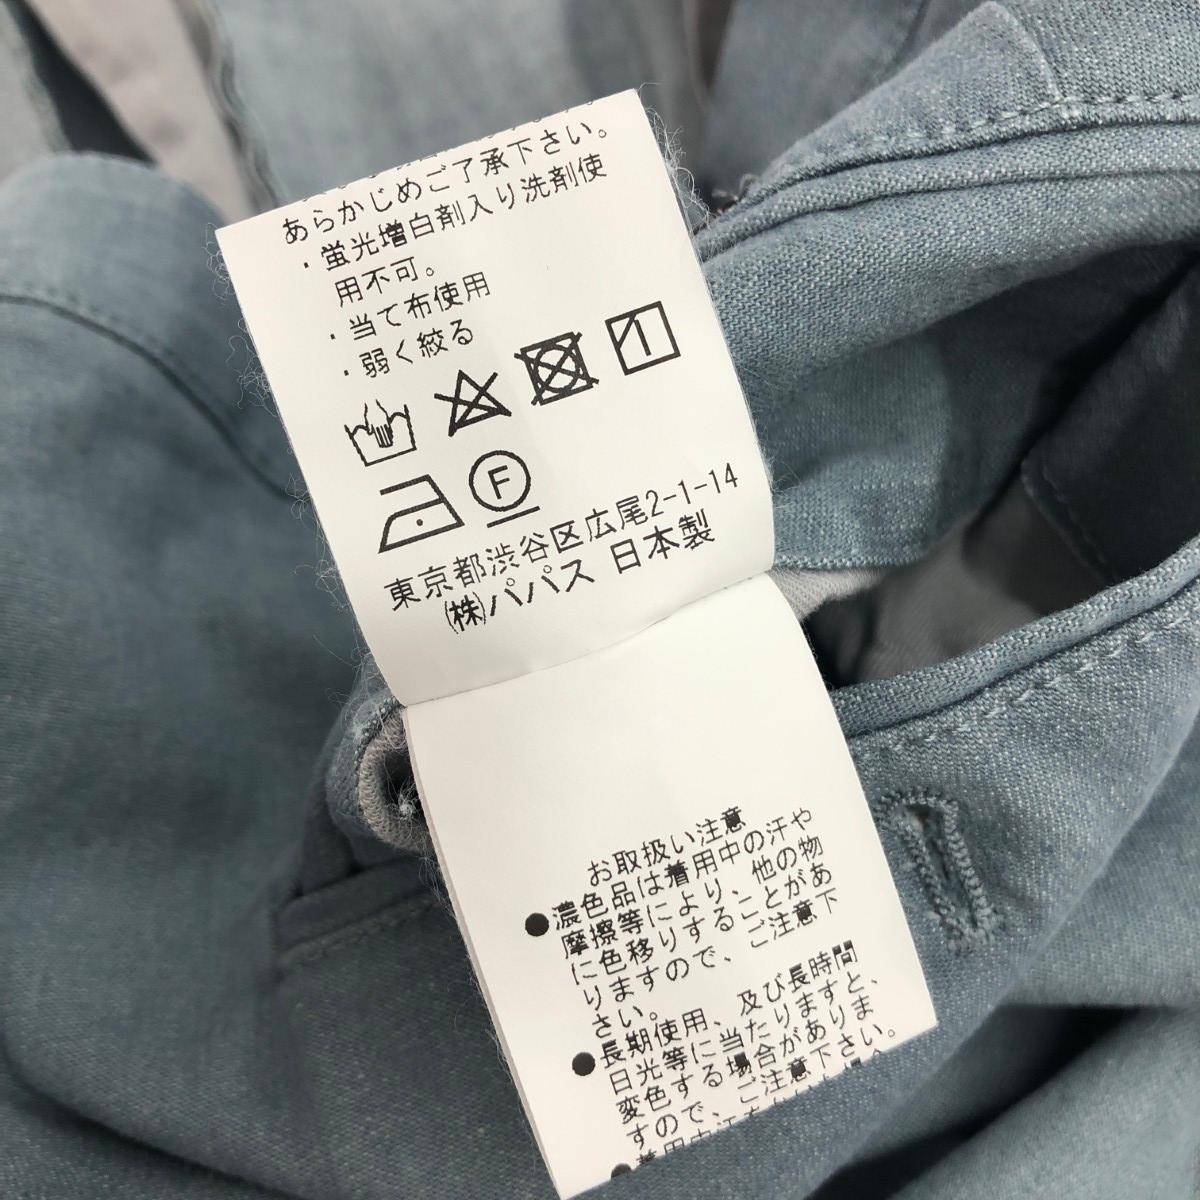 あらかじめご了承下さい。
・蛍光増白剤入り洗剤使
用不可。
・当て布使用
・弱く絞る
F
東京都渋谷区広尾2-1-14
㈱パパス 日本製
お取扱い注意
●濃色品は着用中の汗や
摩擦等により、他の物
に色移りすることがあ
りますので、ご注意下
さい。
●長期使用、及び長時間
日光等に当たりますと、
変色する場合がありま
すので、ご注意下さい。